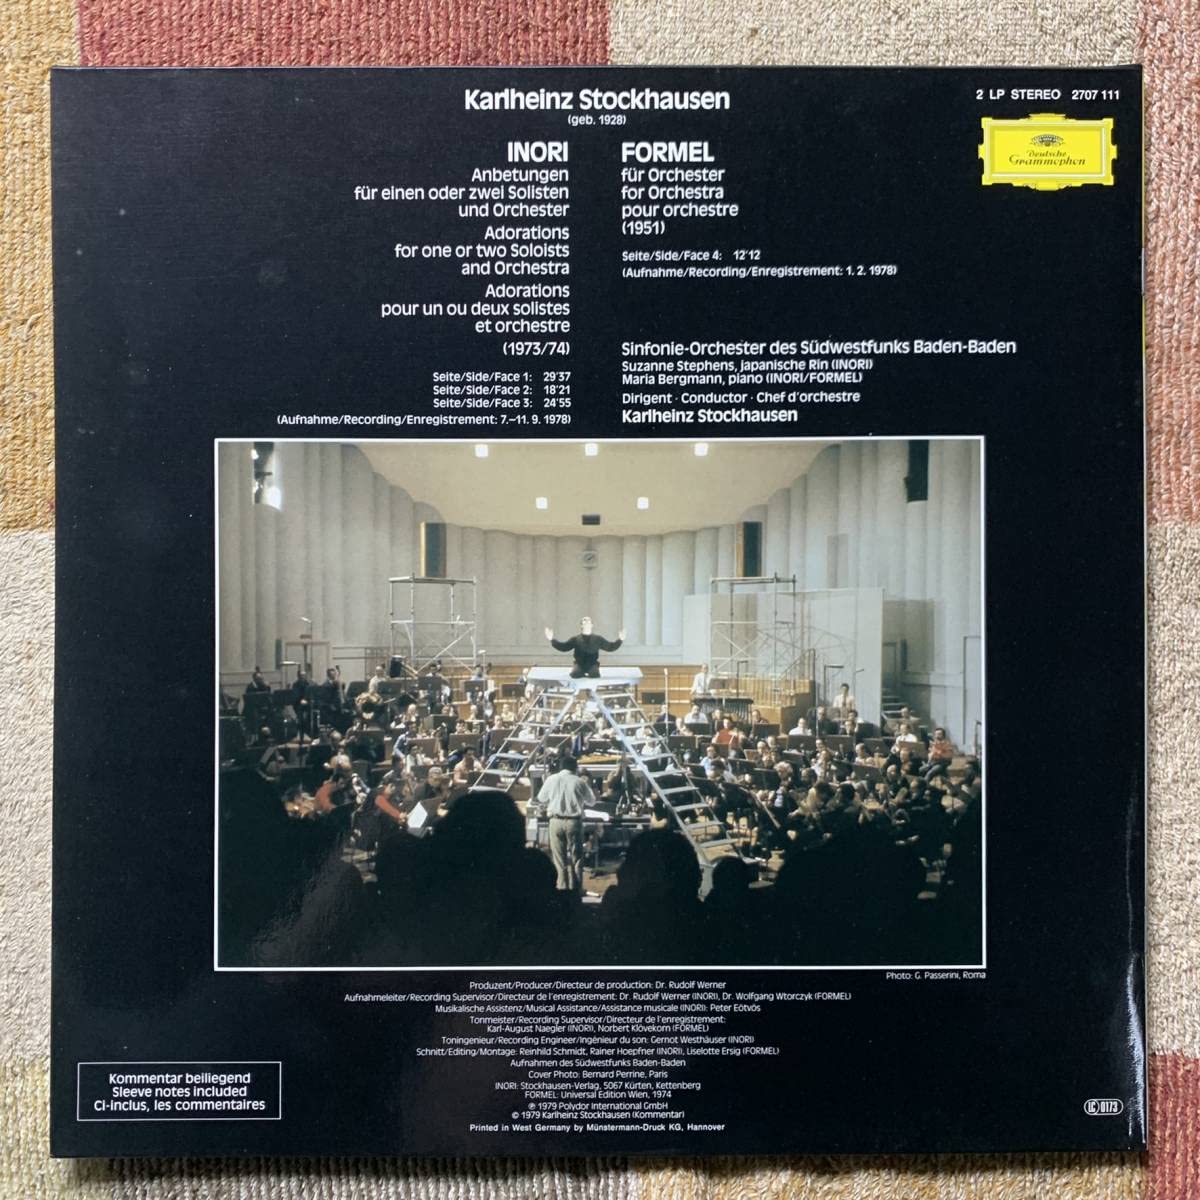 Karlheinz Stockhausen
(geb. 1928)
2 LP STEREO 2707 111
Deutsche
Grammophon
INORI
Anbetungen
für einen oder zwei Solisten
und Orchester
Adorations
for one or two Soloists
and Orchestra
Adorations
pour un ou deux solistes
et orchestre
(1973/74)
Seite/Side/Face 1: 29'37
Seite/Side/Face 2: 18'21
Seite/Side/Face 3: 24'55
(Aufnahme/Recording/Enregistrement: 7.–11. 9. 1978)
FORMEL
für Orchester
for Orchestra
pour orchestre
(1951)
Seite/Side/Face 4: 12'12
(Aufnahme/Recording/Enregistrement: 1. 2. 1978)
Sinfonie-Orchester des Südwestfunks Baden-Baden
Suzanne Stephens, japanische Rin (INORI)
Maria Bergmann, piano (INORI/FORMEL)
Dirigent · Conductor · Chef d'orchestre
Karlheinz Stockhausen
Photo: G. Passerini, Roma
Produzent/Producer/Directeur de production: Dr. Rudolf Werner
Aufnahmeleiter/Recording Supervisor/Directeur de l'enregistrement: Dr. Rudolf Werner (INORI), Dr. Wolfgang Wtorczyk (FORMEL)
Musikalische Assistenz/Musical Assistance/Assistance musicale (INORI): Peter Eötvös
Tonmeister/Recording Supervisor/Directeur de l'enregistrement:
Karl-August Naegler (INORI), Norbert Klövekorn (FORMEL)
Toningenieur/Recording Engineer/Ingénieur du son: Gernot Westhäuser (INORI)
Schnitt/Editing/Montage: Reinhild Schmidt, Rainer Hoepfner (INORI), Liselotte Ersig (FORMEL)
Aufnahmen des Südwestfunks Baden-Baden
Cover Photo: Bernard Perrine, Paris
INORI: Stockhausen-Verlag, 5067 Kürten, Kettenberg
FORMEL: Universal Edition Wien, 1974
℗ 1979 Polydor International GmbH
© 1979 Karlheinz Stockhausen (Kommentar)
Printed in West Germany by Münstermann-Druck KG, Hannover
Kommentar beiliegend
Sleeve notes included
Ci-inclus, les commentaires
LC 0173